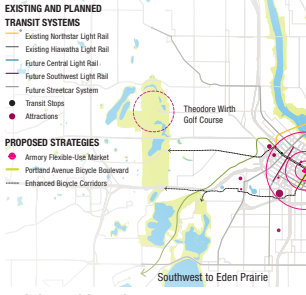 EXISTING AND PLANNED
TRANSIT SYSTEMS
Existing Northstar Light Rail
Existing Hiawatha Light Rail
Future Central Light Rail
Future Southwest Light Rail
Future Streetcar System
Transit Stops
Attractions
PROPOSED STRATEGIES
Armory Flexible-Use Market
Portland Avenue Bicycle Boulevard
Enhanced Bicycle Corridors
Theodore Wirth
Golf Course
Southwest to Eden Prairie